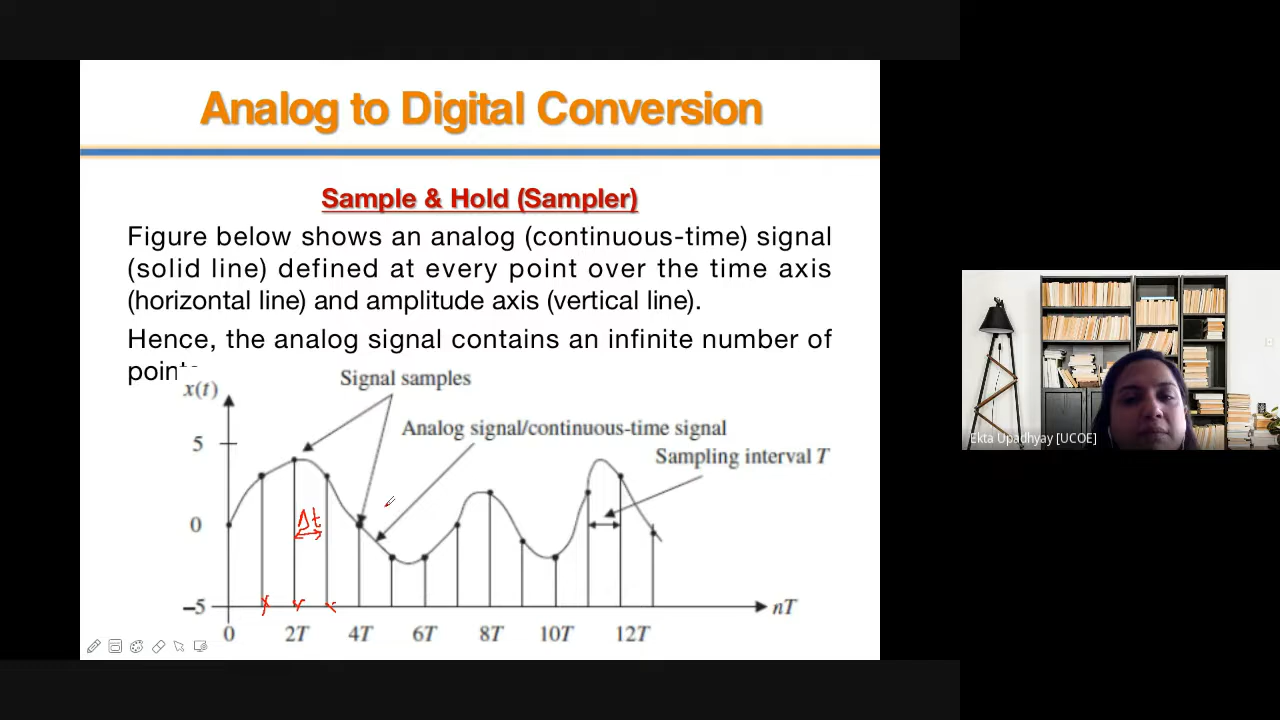 Analog to Digital Conversion
Sample & Hold (Sampler)
Figure below shows an analog (continuous-time) signal
(solid line) defined at every point over the time axis
(horizontal line) and amplitude axis (vertical line).
Hence, the analog signal contains an infinite number of
points
x(t)
Signal samples
Analog signal/continuous-time signal
Sampling interval T
5
0
Δt
–5
nT
0 2T 4T 6T 8T 10T 12T
Ekta Upadhyay [UCOE]